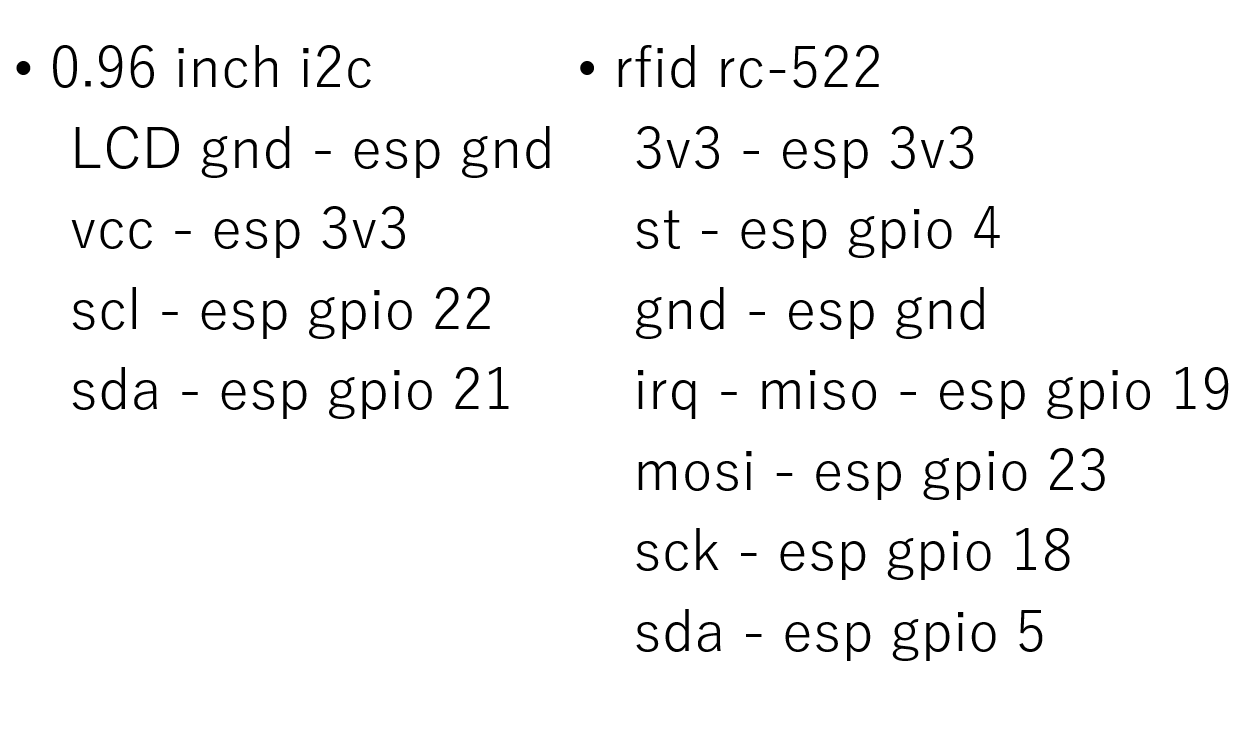 • 0.96 inch i2c
LCD gnd - esp gnd
vcc - esp 3v3
scl - esp gpio 22
sda - esp gpio 21
• rfid rc-522
3v3 - esp 3v3
st - esp gpio 4
gnd - esp gnd
irq - miso - esp gpio 19
mosi - esp gpio 23
sck - esp gpio 18
sda - esp gpio 5